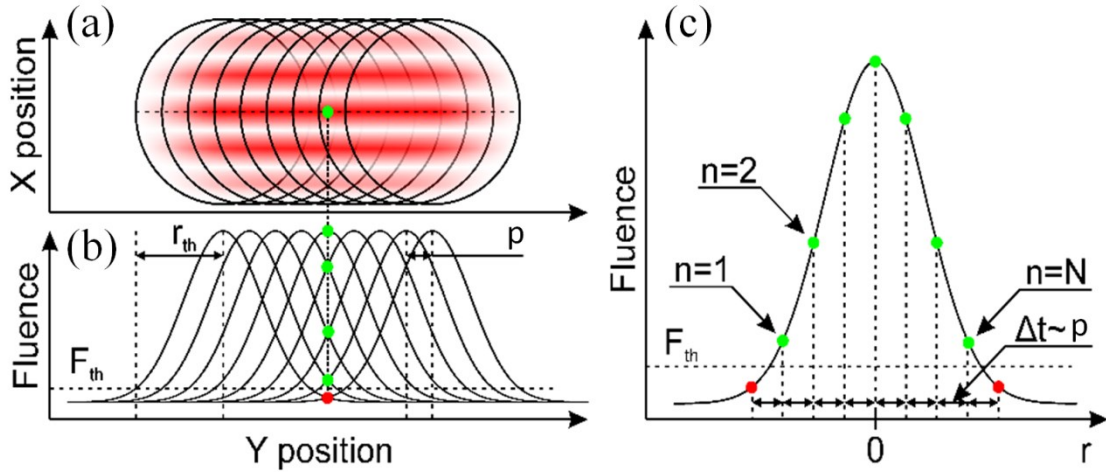 (a)
X position
(b)
r_th
p
Fluence
F_th
Y position
(c)
Fluence
n=2
n=1
n=N
Δt~p
F_th
0
r